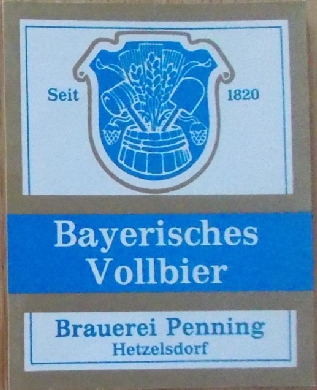 Seit 1820
Bayerisches
Vollbier
Brauerei Penning
Hetzelsdorf